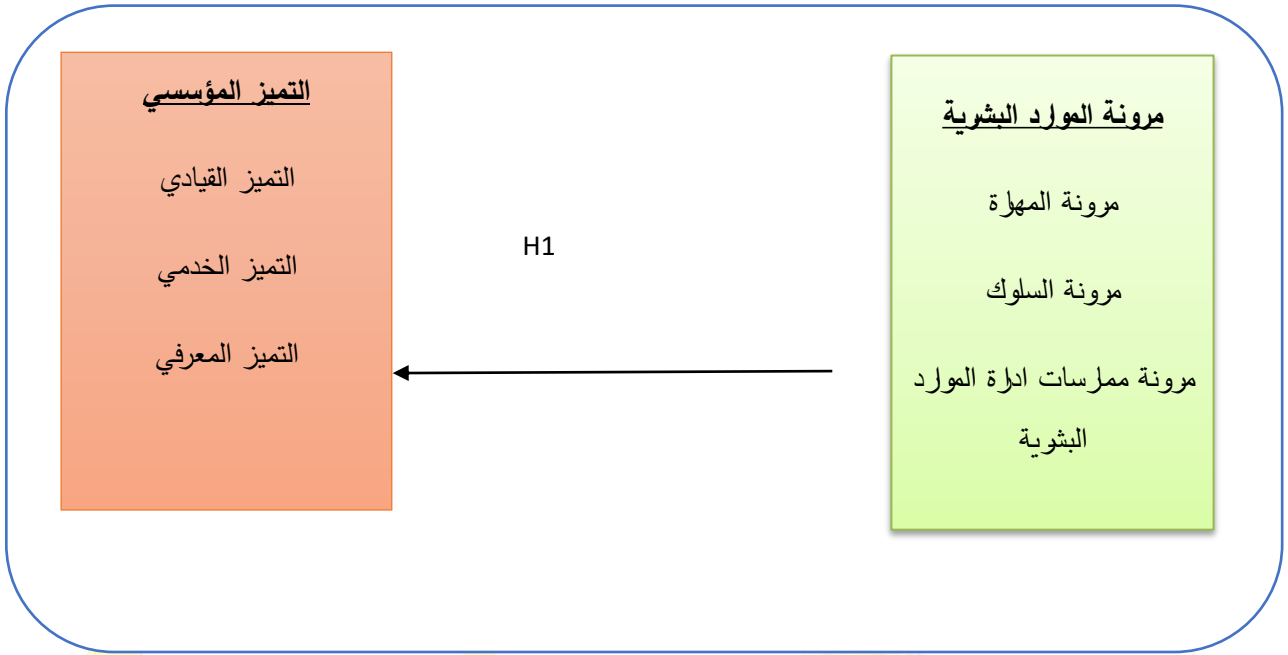 مرونة الموارد البشرية
مرونة المهارة
مرونة السلوك
مرونة ممارسات ادارة الموارد
البشرية
H1
التميز المؤسسي
التميز القيادي
التميز الخدمي
التميز المعرفي